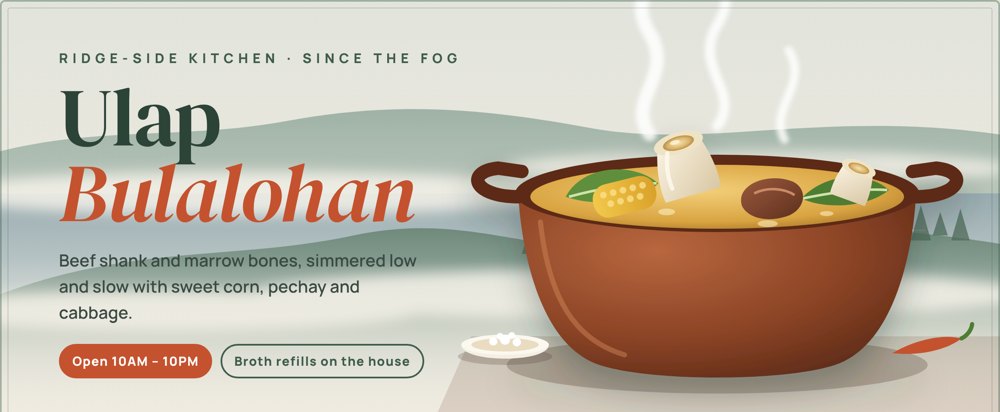 RIDGE-SIDE KITCHEN · SINCE THE FOG
Ulap
Bulalohan
Beef shank and marrow bones, simmered low
and slow with sweet corn, pechay and
cabbage.
Open 10AM – 10PM
Broth refills on the house